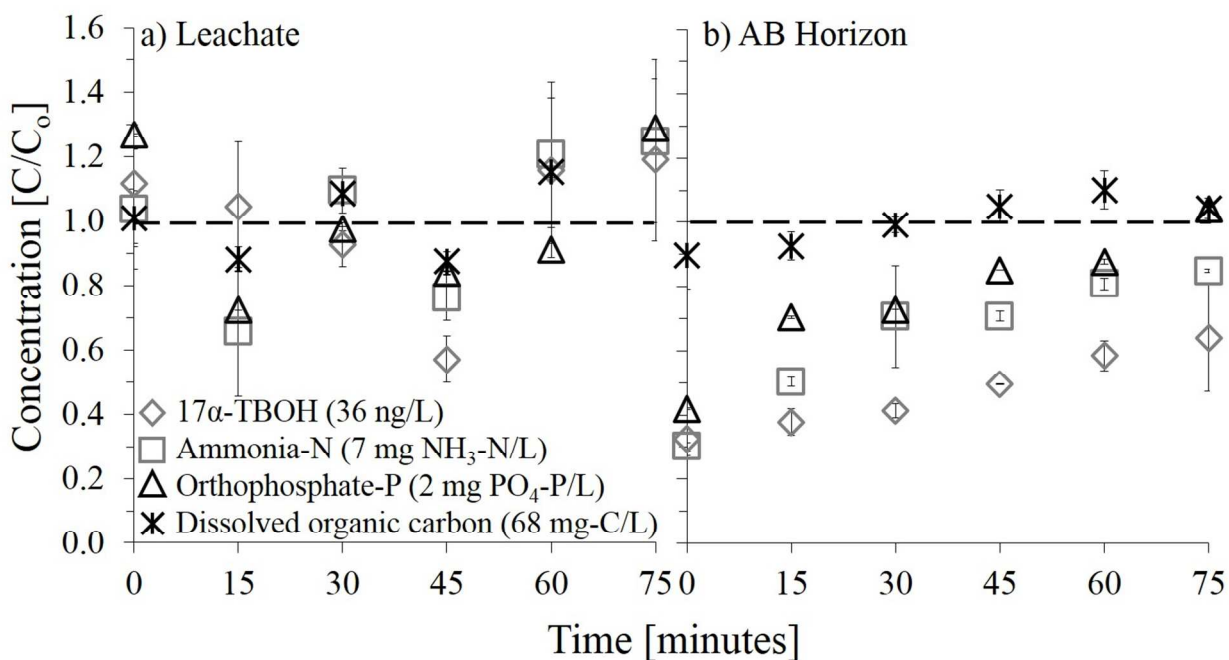 a) Leachate
b) AB Horizon
Concentration [C/Cₒ]
1.6
1.4
1.2
1.0
0.8
0.6
0.4
0.2
0.0
17α-TBOH (36 ng/L)
Ammonia-N (7 mg NH₃-N/L)
Orthophosphate-P (2 mg PO₄-P/L)
Dissolved organic carbon (68 mg-C/L)
0 15 30 45 60 75 0 15 30 45 60 75
Time [minutes]